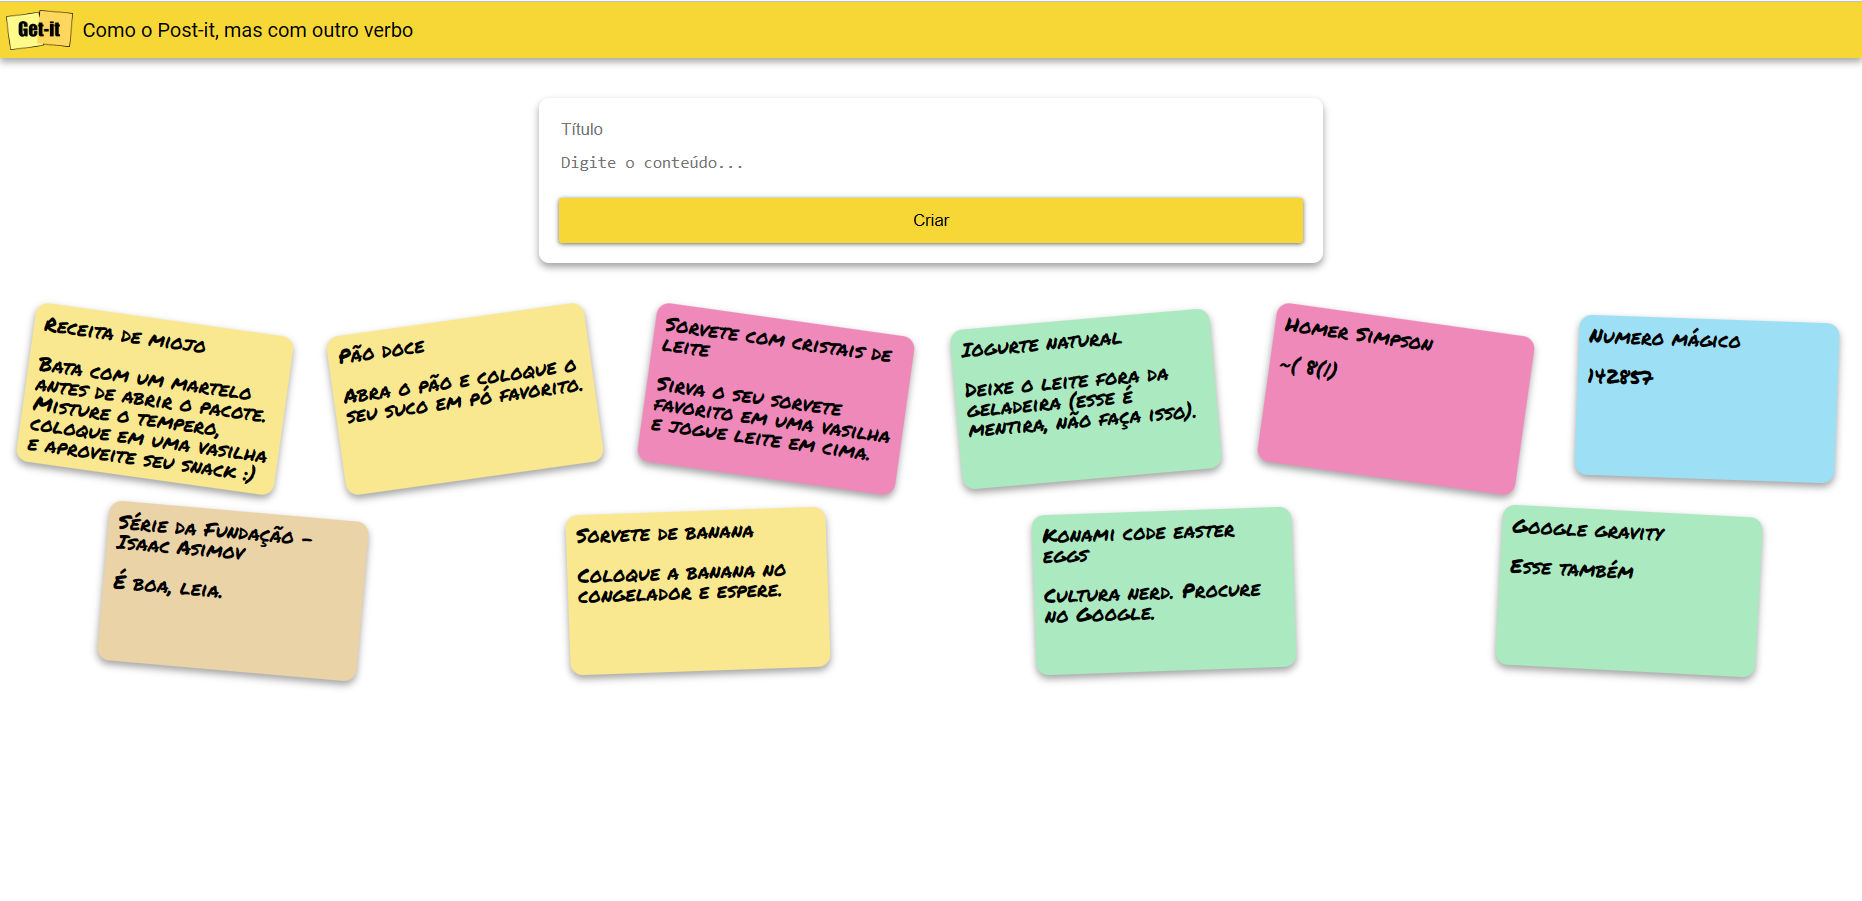 Get-it
Como o Post-it, mas com outro verbo
Título
Digite o conteúdo...
Criar
Receita de miojo
Bata com um martelo
antes de abrir o pacote.
Misture o tempero,
coloque em uma vasilha
e aproveite seu snack :)
Pão doce
Abra o pão e coloque o
seu suco em pó favorito.
Sorvete com cristais de
leite
Sirva o seu sorvete
favorito em uma vasilha
e jogue leite em cima.
Iogurte natural
Deixe o leite fora da
geladeira (esse é
mentira, não faça isso).
Homer Simpson
~( 8(|)
Numero mágico
142857
Série da Fundação -
Isaac Asimov
É boa, leia.
Sorvete de banana
Coloque a banana no
congelador e espere.
Konami code easter
eggs
Cultura nerd. Procure
no Google.
Google gravity
Esse também